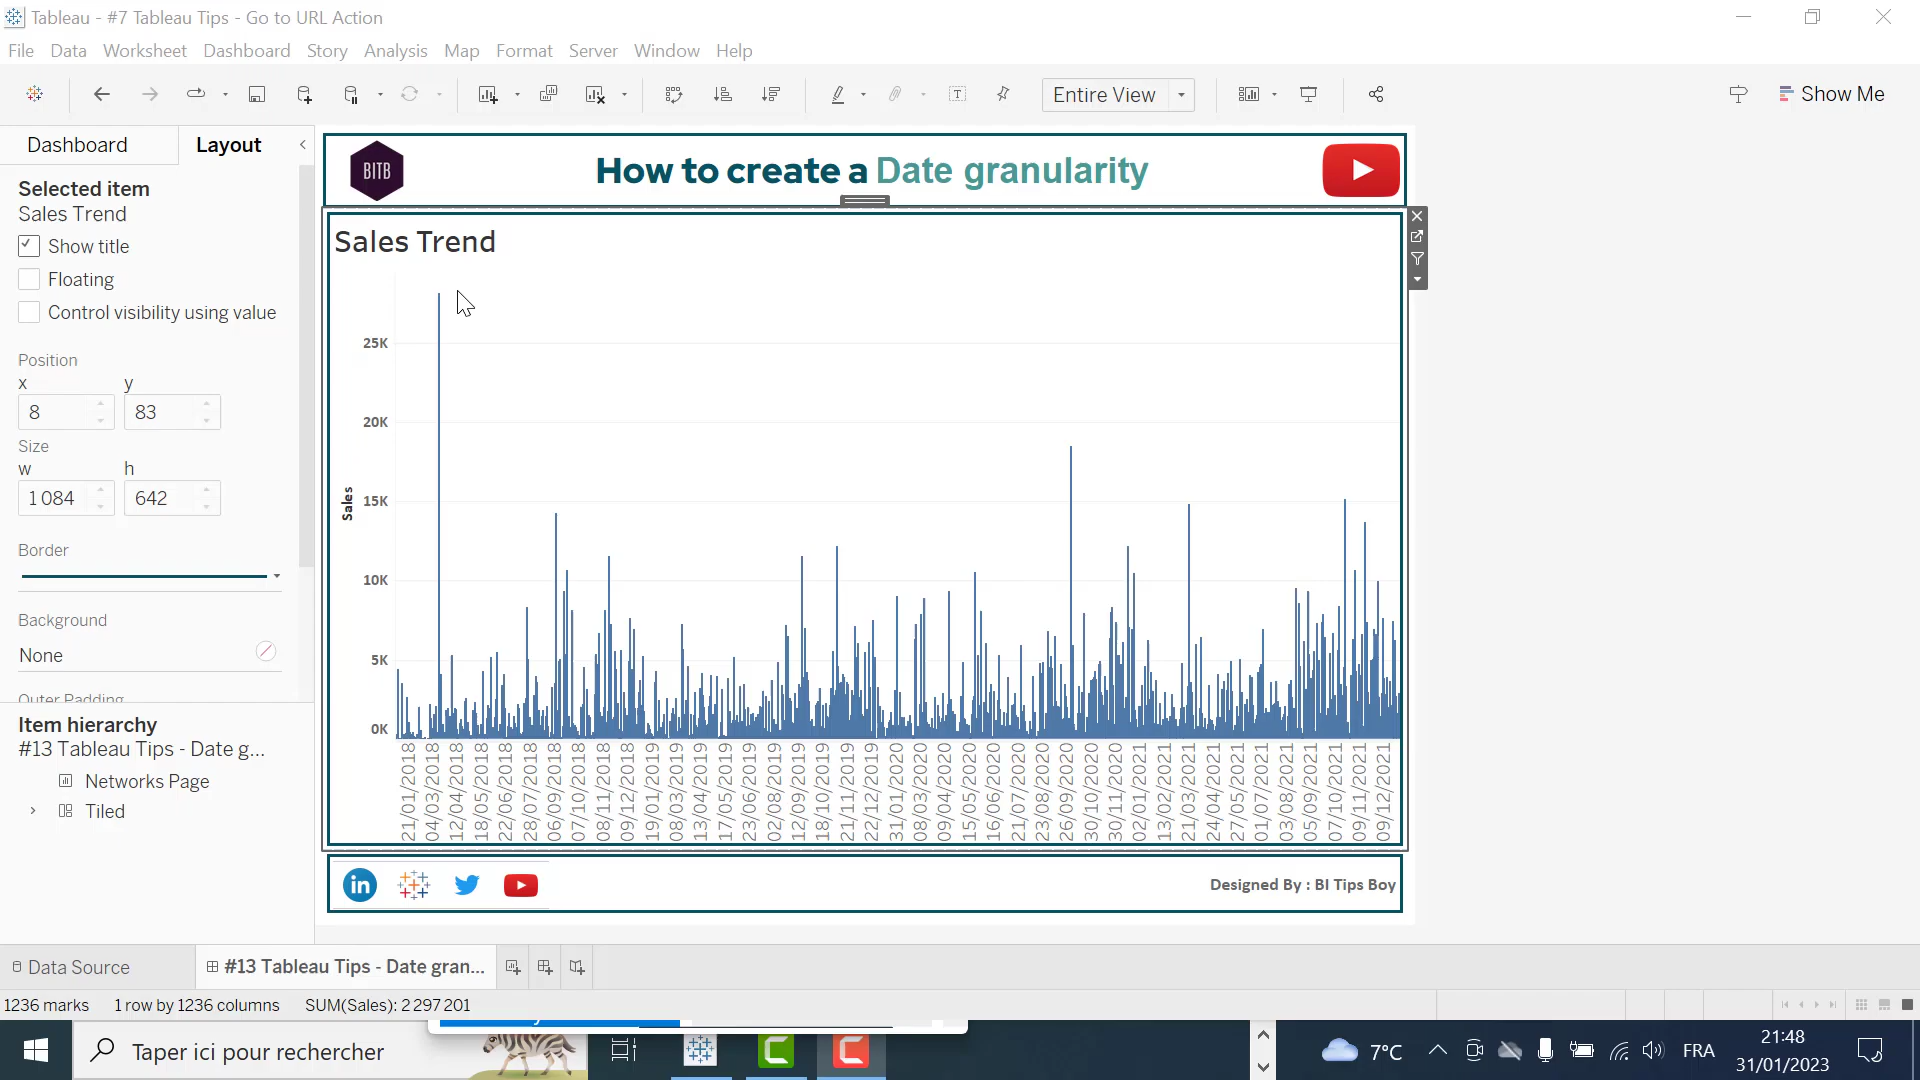 Tableau - #7 Tableau Tips - Go to URL Action
File Data Worksheet Dashboard Story Analysis Map Format Server Window Help
Entire View
Show Me
Dashboard
Layout
Selected item
Sales Trend
Show title
Floating
Control visibility using value
Position
x y
8 83
Size
w h
1 084 642
Border
Background
None
Outer Padding
Item hierarchy
#13 Tableau Tips - Date g...
Networks Page
Tiled
BITB
How to create a Date granularity
Sales Trend
Sales
25K
20K
15K
10K
5K
0K
21/01/2018
04/03/2018
12/04/2018
18/05/2018
22/06/2018
28/07/2018
06/09/2018
07/10/2018
08/11/2018
09/12/2018
19/01/2019
08/03/2019
13/04/2019
17/05/2019
23/06/2019
02/08/2019
12/09/2019
18/10/2019
21/11/2019
22/12/2019
31/01/2020
08/03/2020
09/04/2020
15/05/2020
16/06/2020
21/07/2020
23/08/2020
26/09/2020
30/10/2020
30/11/2020
02/01/2021
13/02/2021
21/03/2021
24/04/2021
27/05/2021
01/07/2021
03/08/2021
05/09/2021
07/10/2021
09/11/2021
09/12/2021
in
Designed By : BI Tips Boy
Data Source
#13 Tableau Tips - Date gran...
1236 marks 1 row by 1236 columns SUM(Sales): 2 297 201
Taper ici pour rechercher
7°C
FRA
21:48
31/01/2023